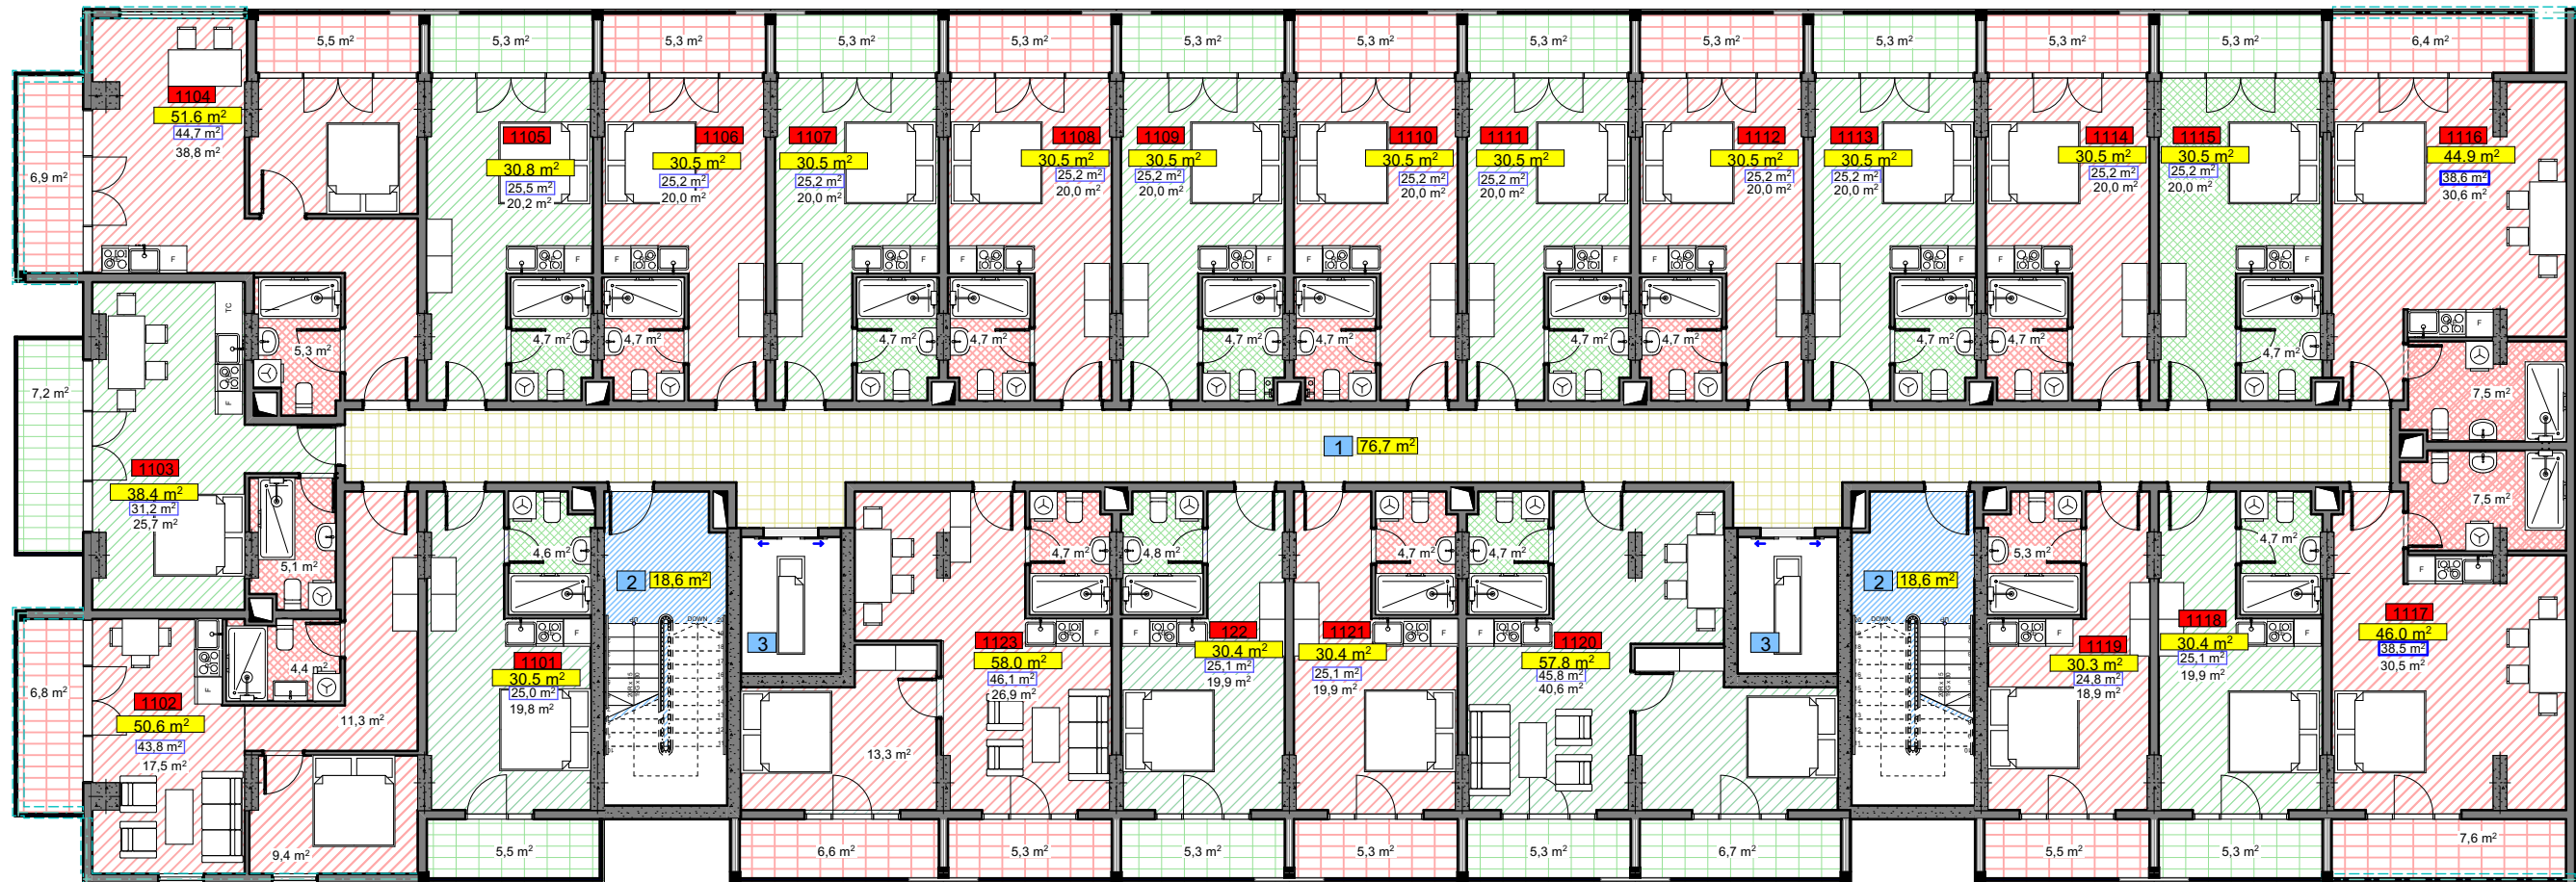 5,5 m²
5,3 m²
5,3 m²
5,3 m²
5,3 m²
5,3 m²
5,3 m²
5,3 m²
5,3 m²
5,3 m²
5,3 m²
5,3 m²
6,4 m²
1104
51.6 m²
44,7 m²
38,8 m²
6,9 m²
F
1105
30.8 m²
25,5 m²
20,2 m²
F
4,7 m²
1106
30.5 m²
25,2 m²
20,0 m²
F
4,7 m²
1107
30.5 m²
25,2 m²
20,0 m²
F
4,7 m²
1108
30.5 m²
25,2 m²
20,0 m²
F
4,7 m²
1109
30.5 m²
25,2 m²
20,0 m²
F
4,7 m²
1110
30.5 m²
25,2 m²
20,0 m²
F
4,7 m²
1111
30.5 m²
25,2 m²
20,0 m²
F
4,7 m²
1112
30.5 m²
25,2 m²
20,0 m²
F
4,7 m²
1113
30.5 m²
25,2 m²
20,0 m²
F
4,7 m²
1114
30.5 m²
25,2 m²
20,0 m²
F
4,7 m²
1115
30.5 m²
25,2 m²
20,0 m²
F
4,7 m²
1116
44,9 m²
38,6 m²
30,6 m²
F
7,5 m²
5,3 m²
TC
F
7,2 m²
1103
38.4 m²
31,2 m²
25,7 m²
5,1 m²
1 76,7 m²
7,5 m²
F
1117
46.0 m²
38,5 m²
30,5 m²
7,6 m²
6,8 m²
4,4 m²
F
1102
50.6 m²
43,8 m²
17,5 m²
11,3 m²
9,4 m²
4,6 m²
F
1101
30.5 m²
25,0 m²
19,8 m²
5,5 m²
2 18,6 m²
UP
DOWN
3
13,3 m²
6,6 m²
4,7 m²
F
1123
58.0 m²
46,1 m²
26,9 m²
5,3 m²
4,8 m²
F
122
30.4 m²
25,1 m²
19,9 m²
5,3 m²
4,7 m²
F
1121
30.4 m²
25,1 m²
19,9 m²
5,3 m²
4,7 m²
F
1120
57.8 m²
45,8 m²
40,6 m²
5,3 m²
6,7 m²
3
2 18,6 m²
DOWN
UP
5,3 m²
F
1119
30.3 m²
24,8 m²
18,9 m²
5,5 m²
4,7 m²
F
1118
30.4 m²
25,1 m²
19,9 m²
5,3 m²